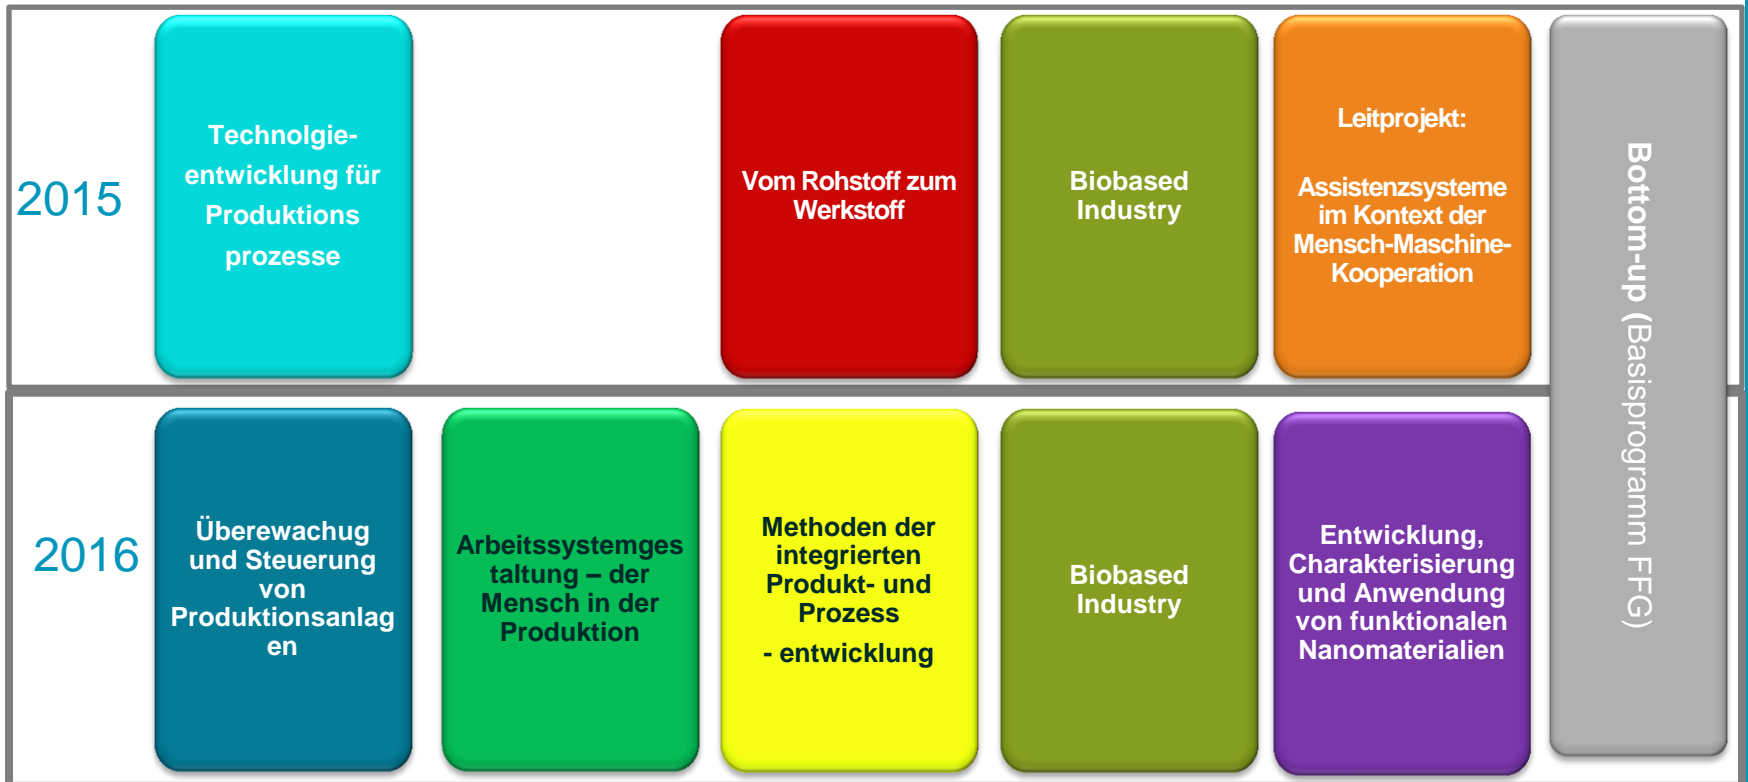 2015
Technolgie-
entwicklung für
Produktions
prozesse
Vom Rohstoff zum
Werkstoff
Biobased
Industry
Leitprojekt:
Assistenzsysteme
im Kontext der
Mensch-Maschine-
Kooperation
Bottom-up (Basisprogramm FFG)
2016
Überewachug
und Steuerung
von
Produktionsanlag
en
Arbeitssystemges
taltung – der
Mensch in der
Produktion
Methoden der
integrierten
Produkt- und
Prozess
- entwicklung
Biobased
Industry
Entwicklung,
Charakterisierung
und Anwendung
von funktionalen
Nanomaterialien